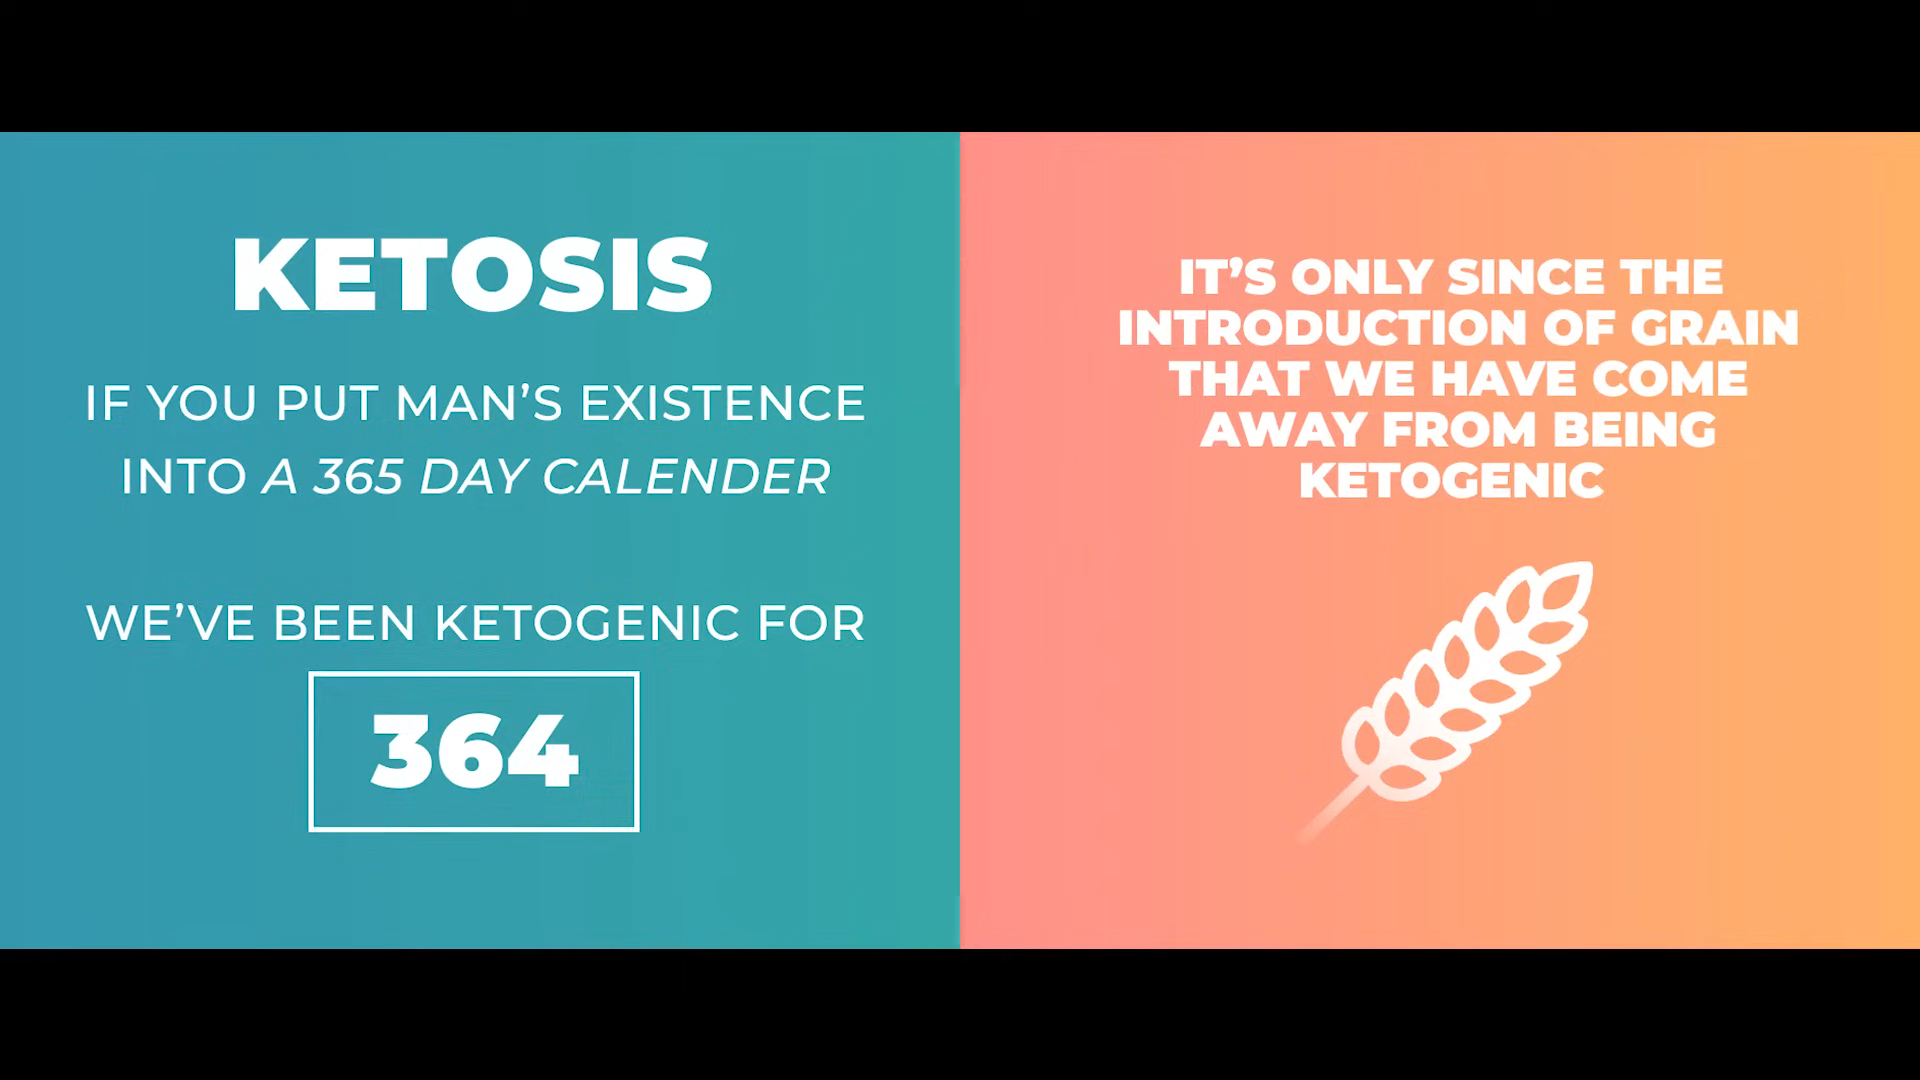 KETOSIS
IF YOU PUT MAN’S EXISTENCE
INTO A 365 DAY CALENDER
WE’VE BEEN KETOGENIC FOR
364
IT’S ONLY SINCE THE
INTRODUCTION OF GRAIN
THAT WE HAVE COME
AWAY FROM BEING
KETOGENIC